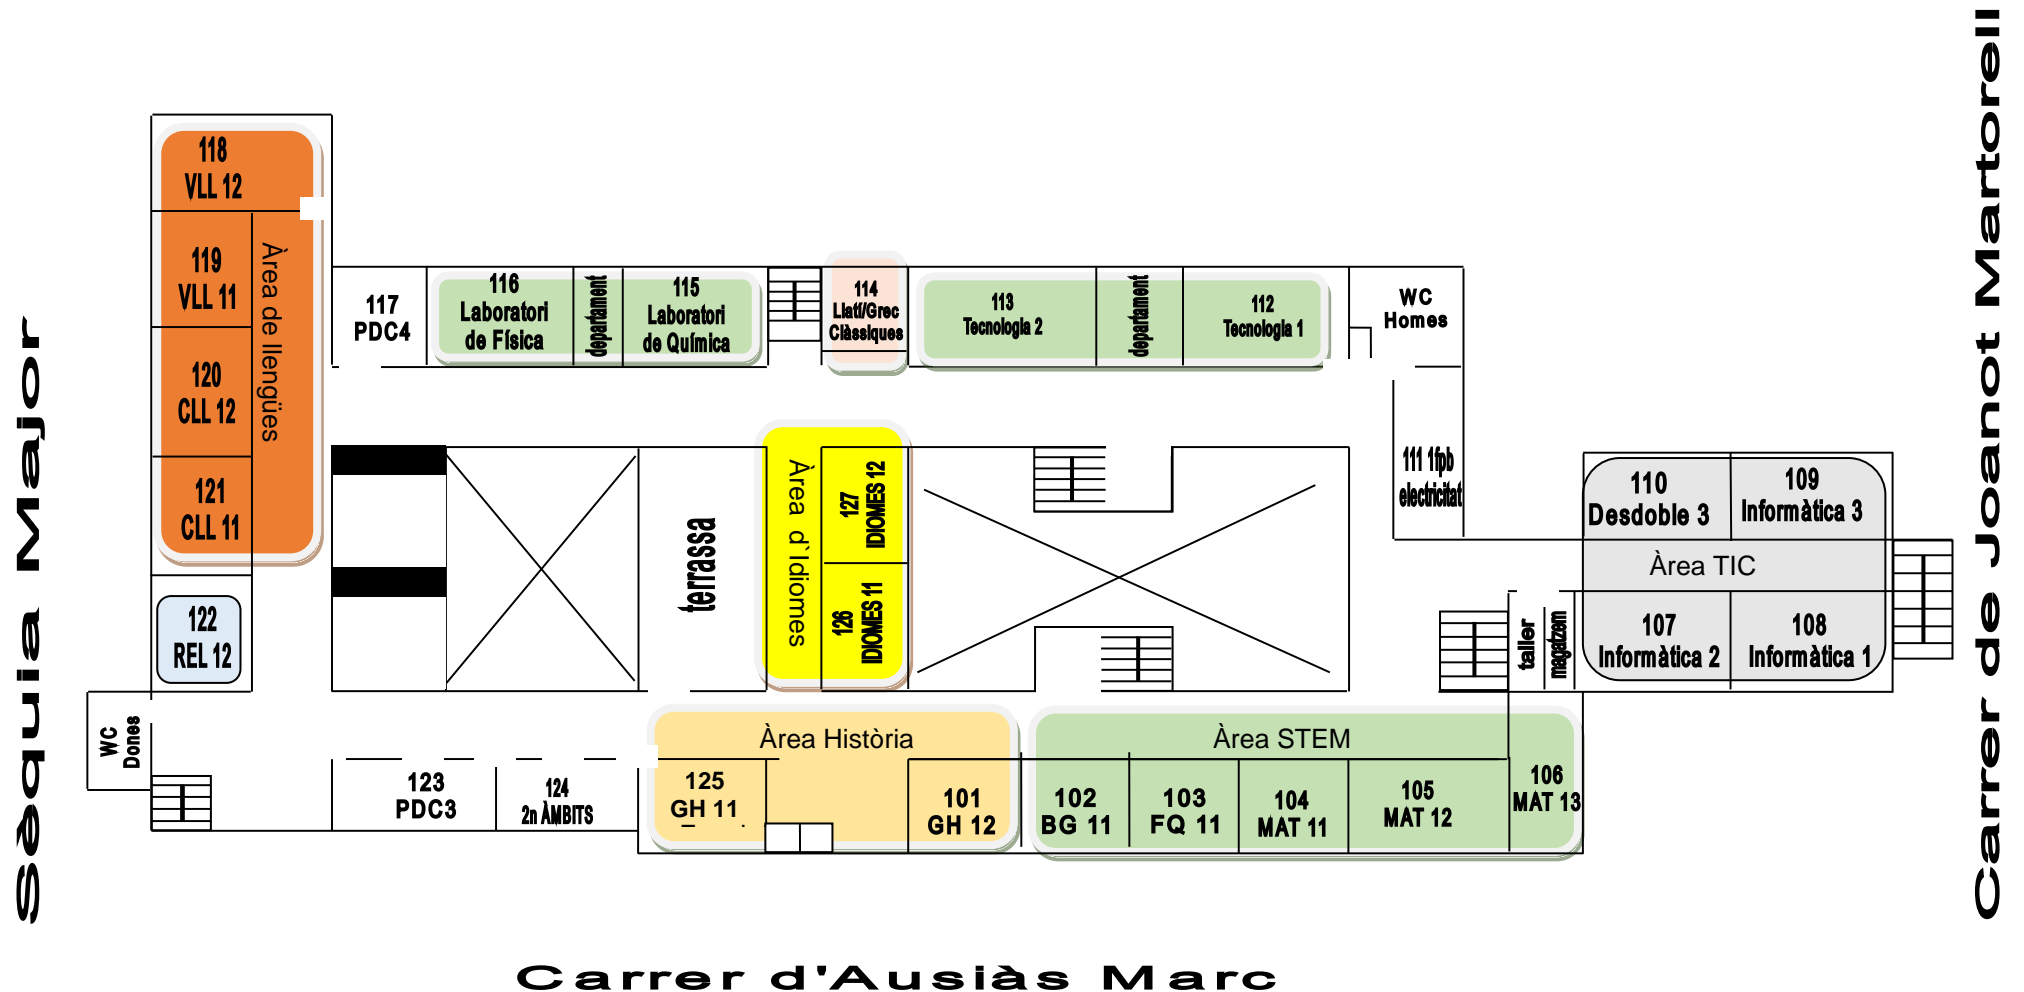 Sèquia Major
118
VLL 12
119
VLL 11
120
CLL 12
121
CLL 11
Àrea de llengües
122
REL 12
WC
Dones
117
PDC4
116
Laboratori
de Física
departament
115
Laboratori
de Química
114
Llatí/Grec
Clàssiques
113
Tecnologia 2
departament
112
Tecnologia 1
WC
Homes
111 1fpb
electricitat
terrassa
Àrea d`Idiomes
127
IDIOMES 12
126
IDIOMES 11
110
Desdoble 3
109
Informàtica 3
Àrea TIC
107
Informàtica 2
108
Informàtica 1
taller
magatzem
123
PDC3
124
2n ÀMBITS
Àrea Història
125
GH 11
101
GH 12
Àrea STEM
102
BG 11
103
FQ 11
104
MAT 11
105
MAT 12
106
MAT 13
Carrer de Joanot Martorell
Carrer d'Ausiàs Marc